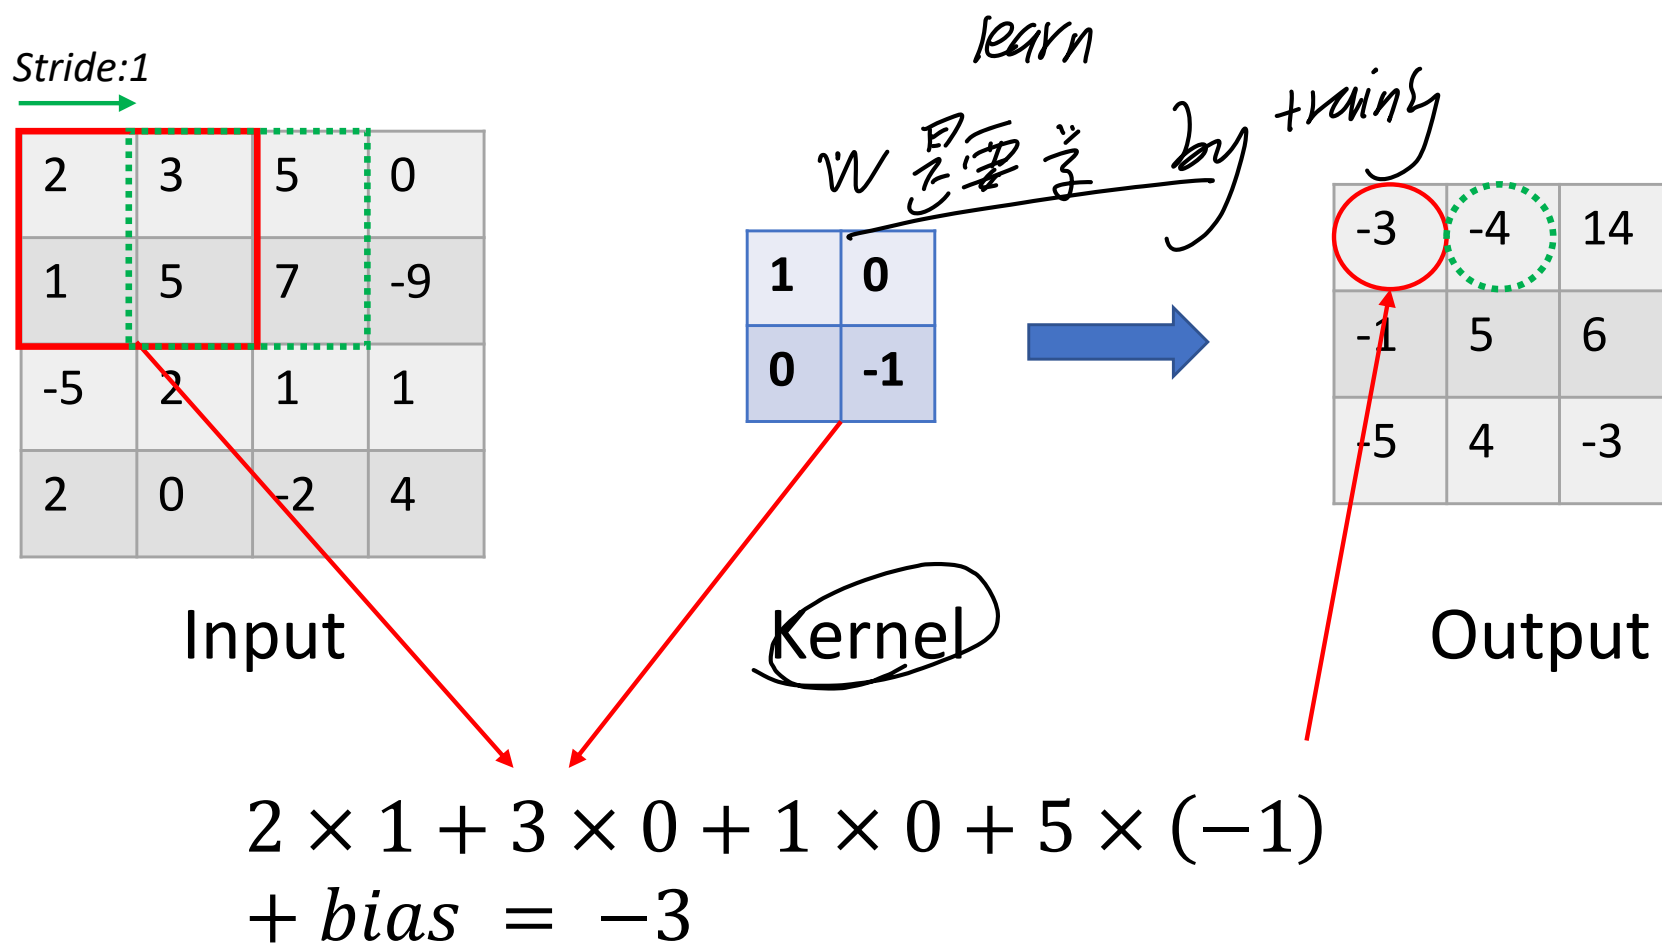 learn
w 是需学 by training
Stride:1
2 3 5 0
1 5 7 -9
-5 2 1 1
2 0 -2 4
1 0
0 -1
-3 -4 14
-1 5 6
-5 4 -3
Input
Kernel
Output
2 × 1 + 3 × 0 + 1 × 0 + 5 × (−1)
+ bias = −3